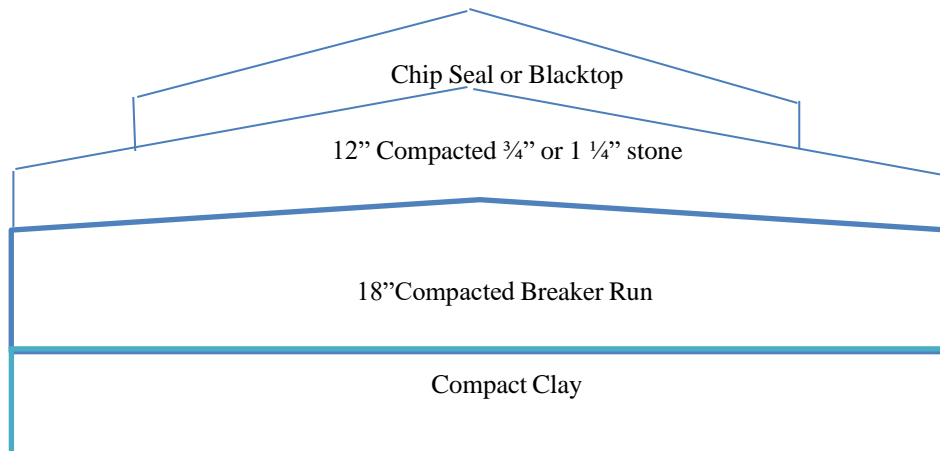 Chip Seal or Blacktop
12” Compacted ¾” or 1 ¼” stone
18”Compacted Breaker Run
Compact Clay